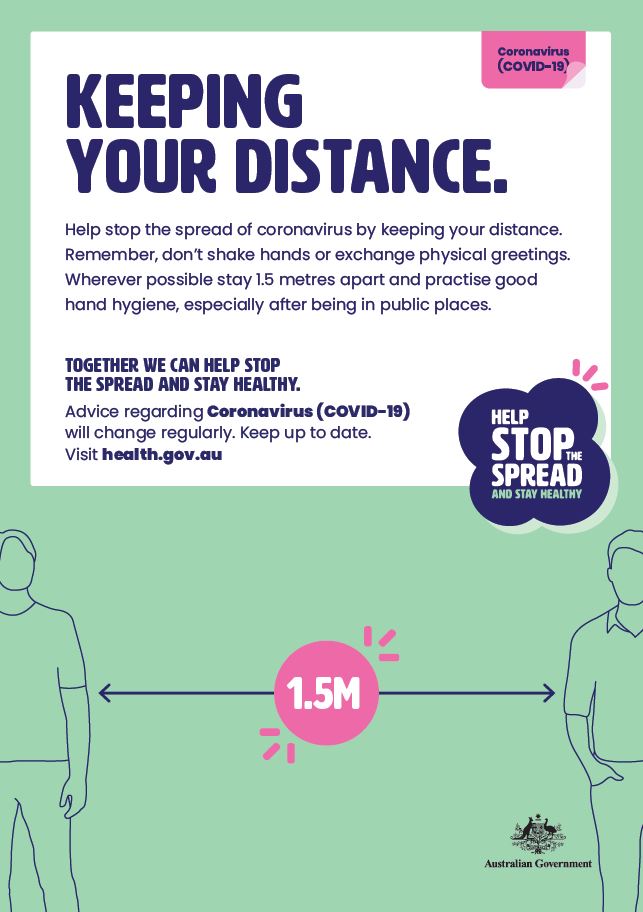 Coronavirus
(COVID-19)
KEEPING
YOUR DISTANCE.
Help stop the spread of coronavirus by keeping your distance.
Remember, don’t shake hands or exchange physical greetings.
Wherever possible stay 1.5 metres apart and practise good
hand hygiene, especially after being in public places.
TOGETHER WE CAN HELP STOP
THE SPREAD AND STAY HEALTHY.
Advice regarding Coronavirus (COVID-19)
will change regularly. Keep up to date.
Visit health.gov.au
HELP
STOP THE
SPREAD
AND STAY HEALTHY
1.5M
Australian Government